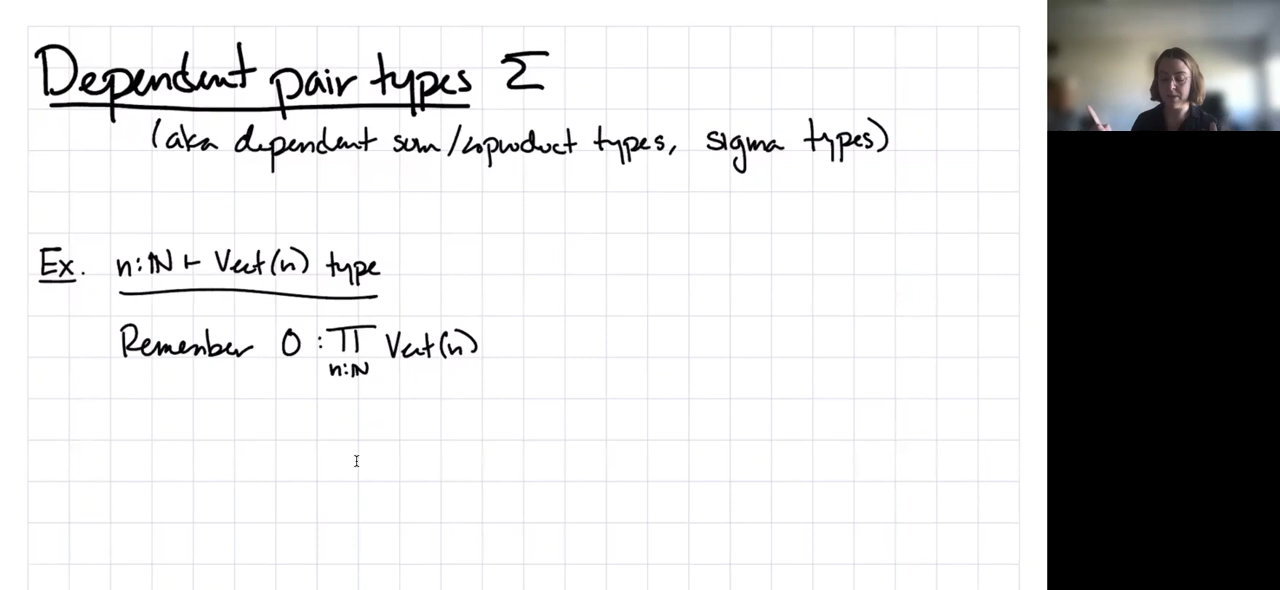 Dependent pair types Σ
(aka dependent sum/coproduct types, sigma types)
Ex. n:ℕ ⊢ Vect(n) type
Remember 0 : Π Vect(n)
n:ℕ